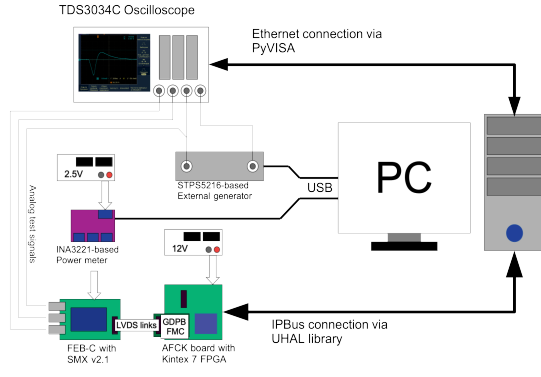 TDS3034C Oscilloscope
Ethernet connection via
PyVISA
PC
STPS5216-based
External generator
USB
2.5V
Analog test signals
INA3221-based
Power meter
12V
LVDS links
GDPB
FMC
FEB-C with
SMX v2.1
AFCK board with
Kintex 7 FPGA
IPBus connection via
UHAL library